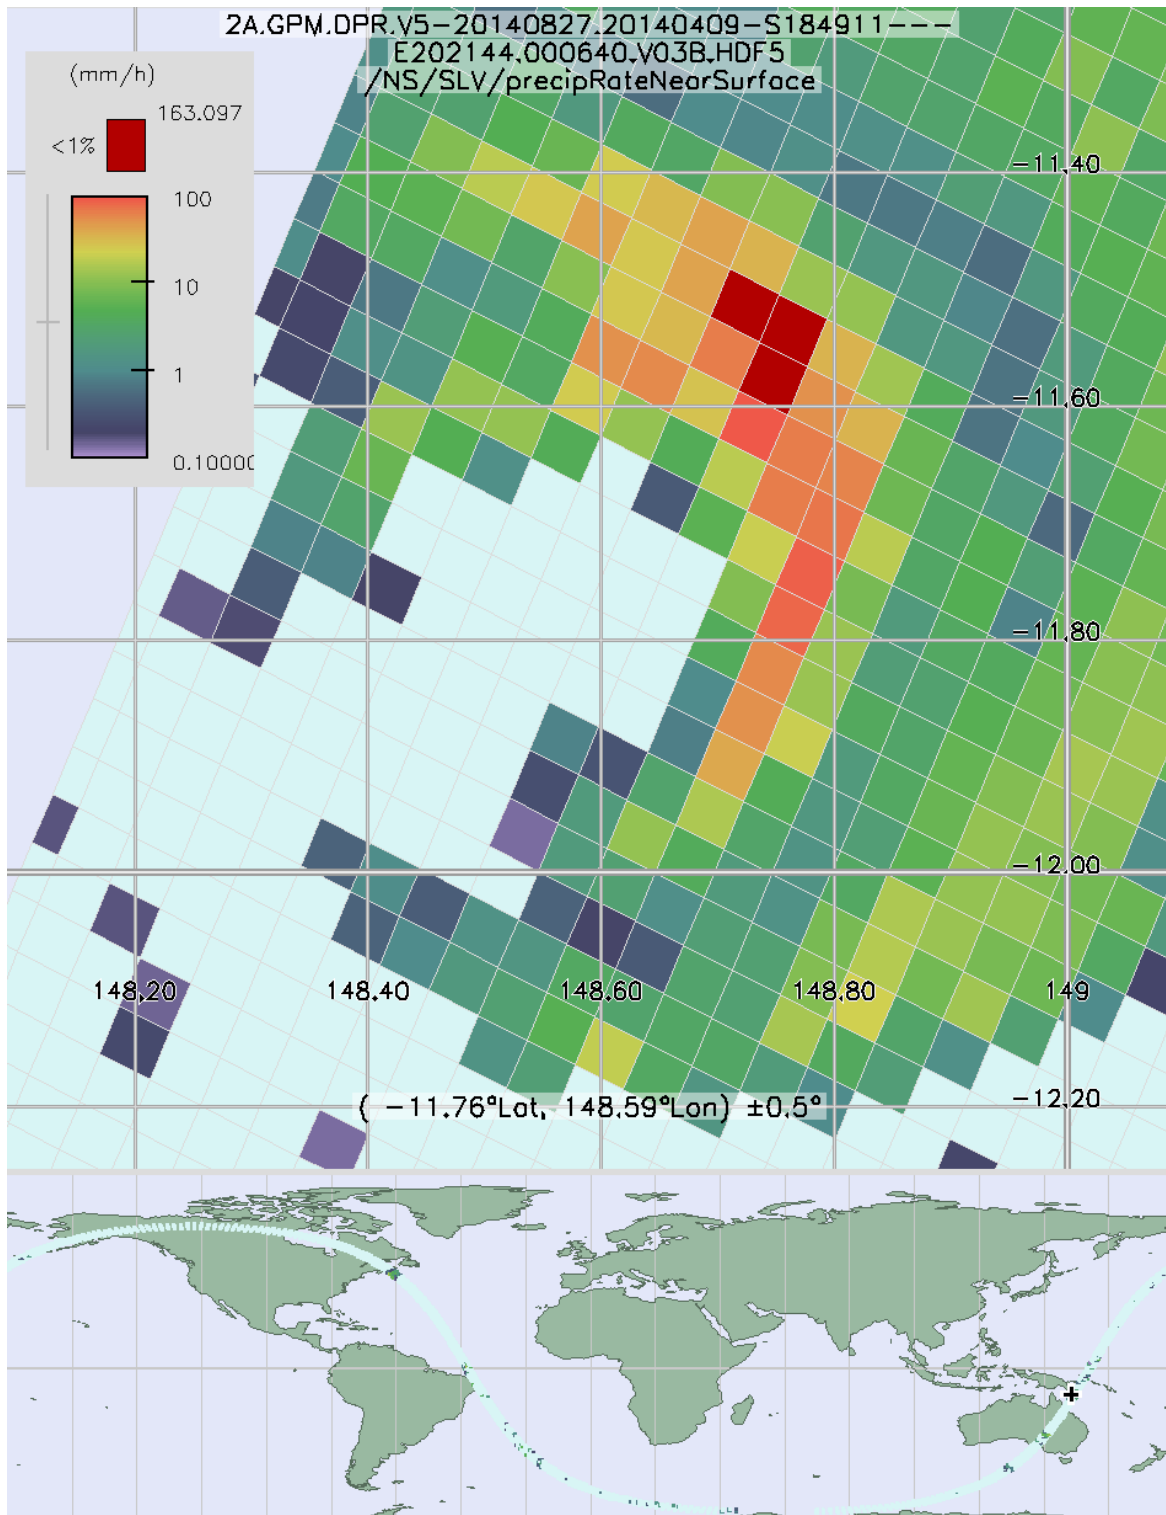 2A.GPM.DPR.V5-20140827.20140409-S184911---
E202144.000640.V03B.HDF5
/NS/SLV/precipRateNearSurface
(mm/h)
163.097
<1%
100
10
1
0.10000
-11.40
-11.60
-11.80
-12.00
148.20 148.40 148.60 148.80 149
-12.20
( -11.76°Lat, 148.59°Lon) ±0.5°